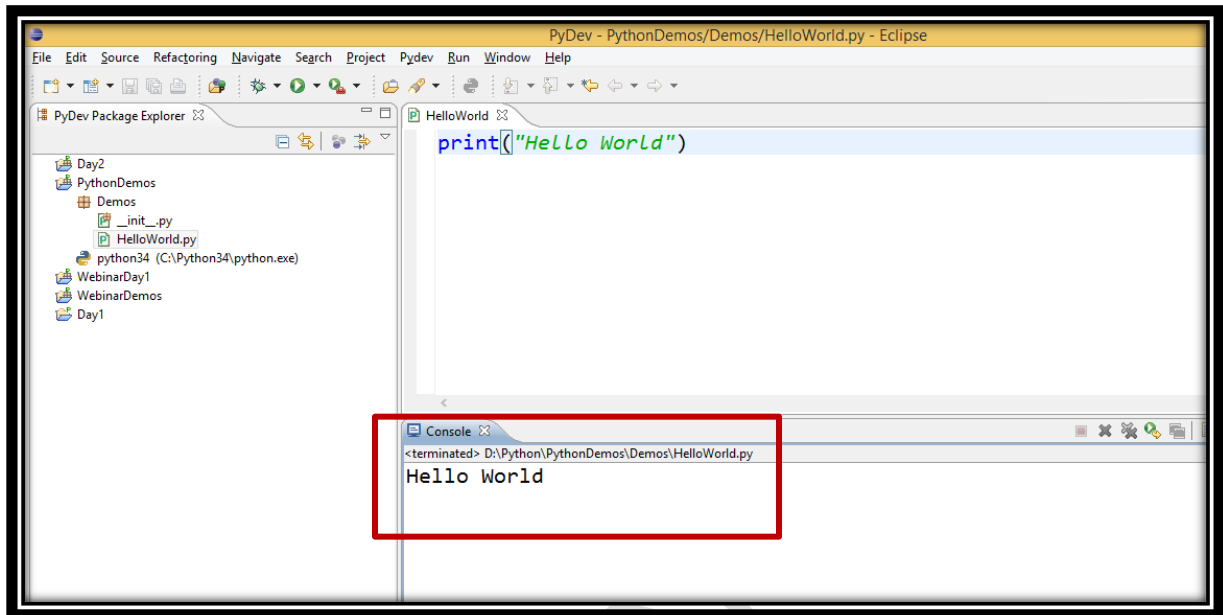 PyDev - PythonDemos/Demos/HelloWorld.py - Eclipse
File Edit Source Refactoring Navigate Search Project Pydev Run Window Help
PyDev Package Explorer
Day2
PythonDemos
Demos
__init__.py
HelloWorld.py
python34 (C:\Python34\python.exe)
WebinarDay1
WebinarDemos
Day1
HelloWorld
print("Hello World")
Console
<terminated> D:\Python\PythonDemos\Demos\HelloWorld.py
Hello World